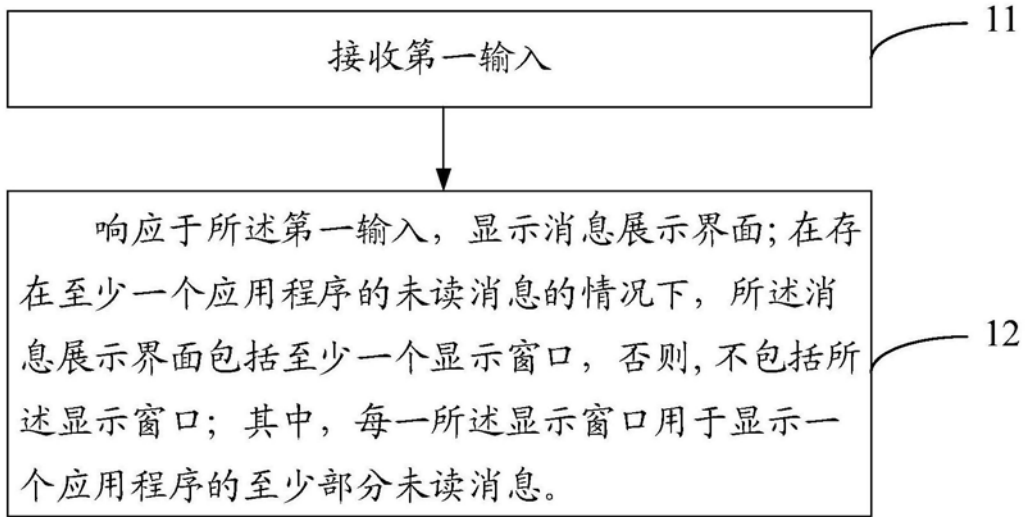 接收第一输入
11
响应于所述第一输入，显示消息展示界面；在存
在至少一个应用程序的未读消息的情况下，所述消
息展示界面包括至少一个显示窗口，否则，不包括所
述显示窗口；其中，每一所述显示窗口用于显示一
个应用程序的至少部分未读消息。
12